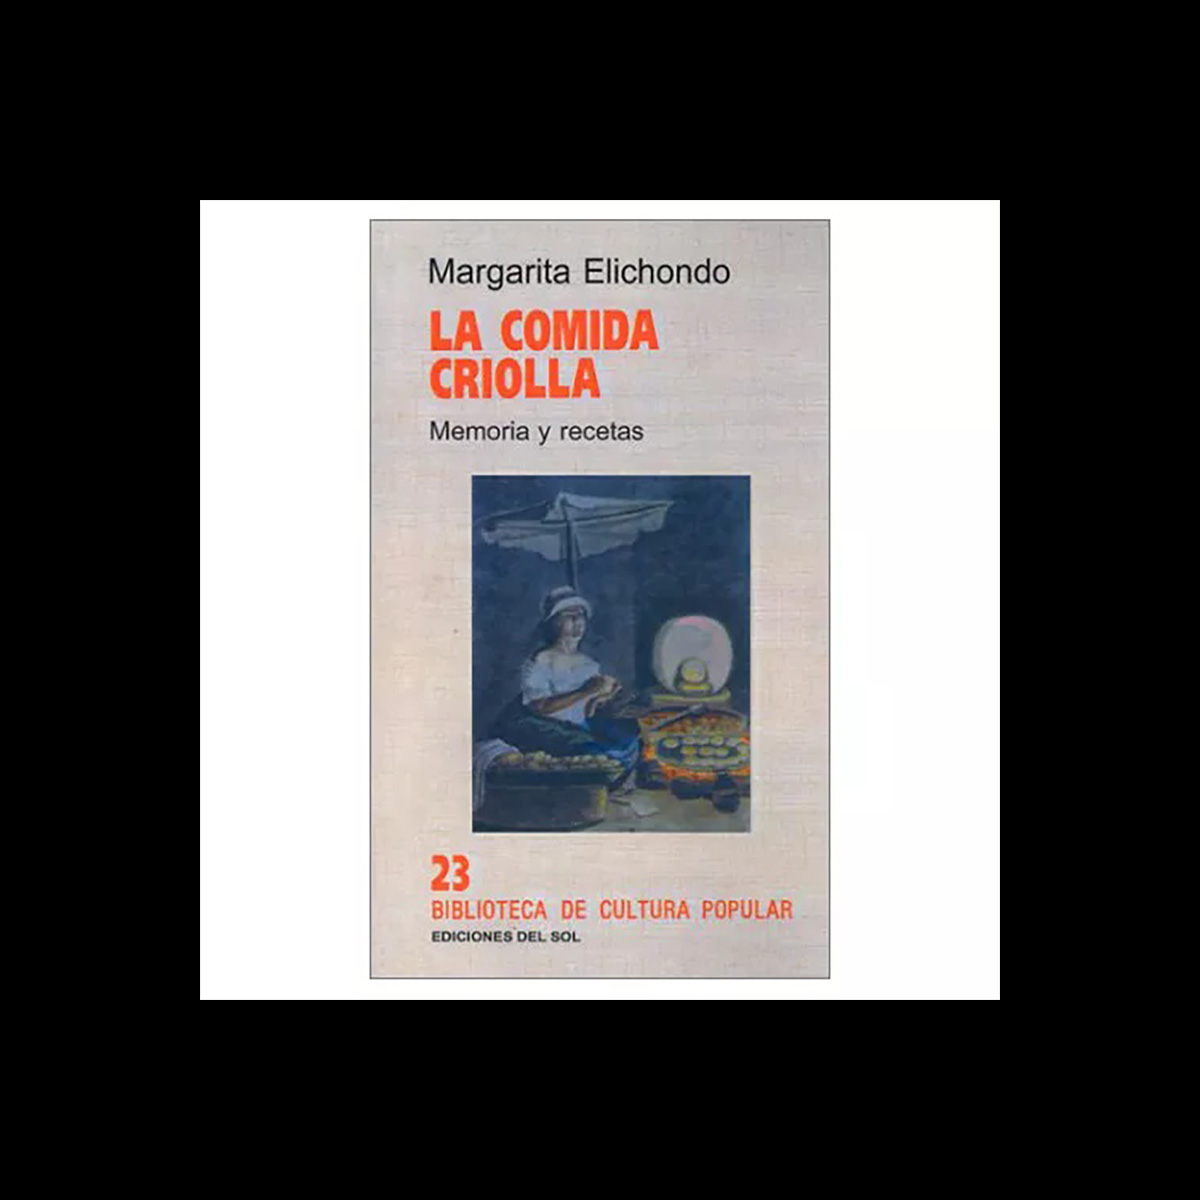 Margarita Elichondo
LA COMIDA
CRIOLLA
Memoria y recetas
23
BIBLIOTECA DE CULTURA POPULAR
EDICIONES DEL SOL